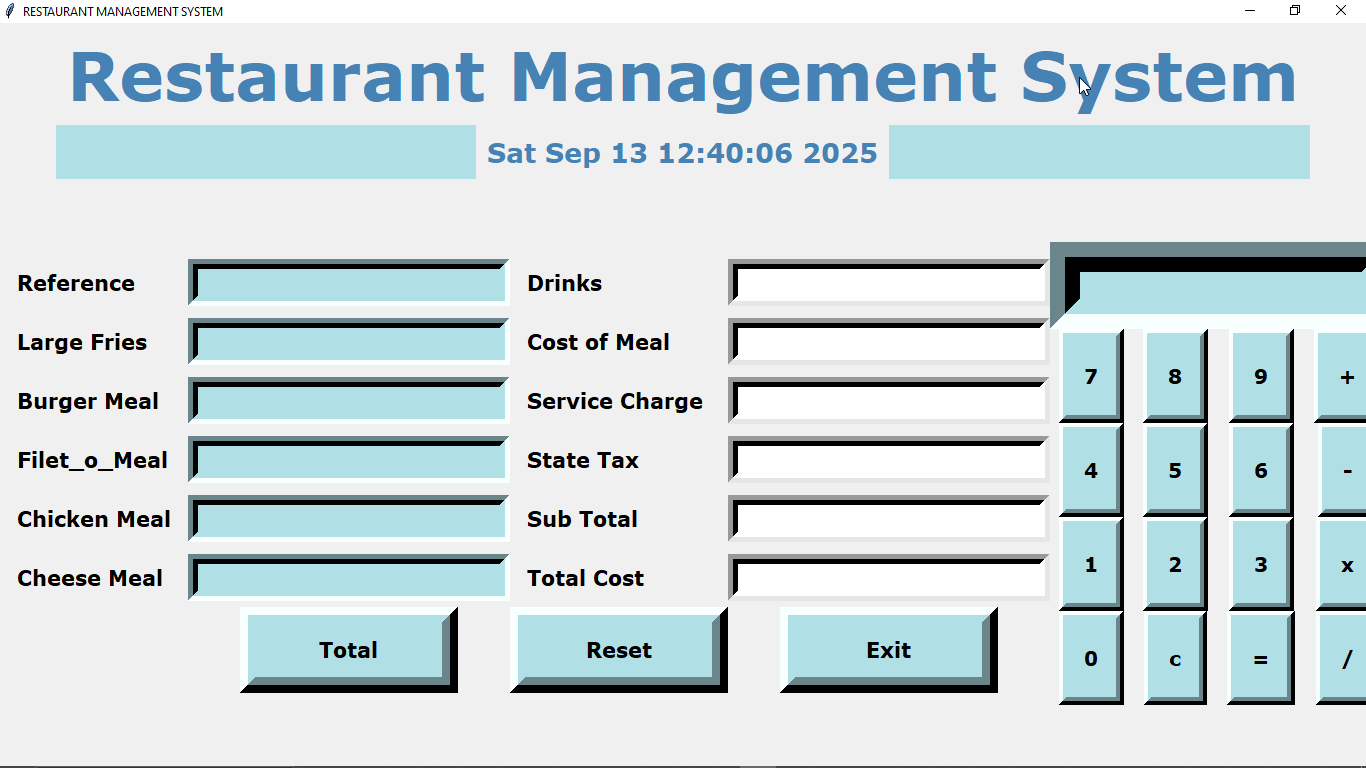 RESTAURANT MANAGEMENT SYSTEM
Restaurant Management System
Sat Sep 13 12:40:06 2025
Reference
Drinks
Large Fries
Cost of Meal
Burger Meal
Service Charge
Filet_o_Meal
State Tax
Chicken Meal
Sub Total
Cheese Meal
Total Cost
Total
Reset
Exit
7 8 9 +
4 5 6 -
1 2 3 x
0 c = /